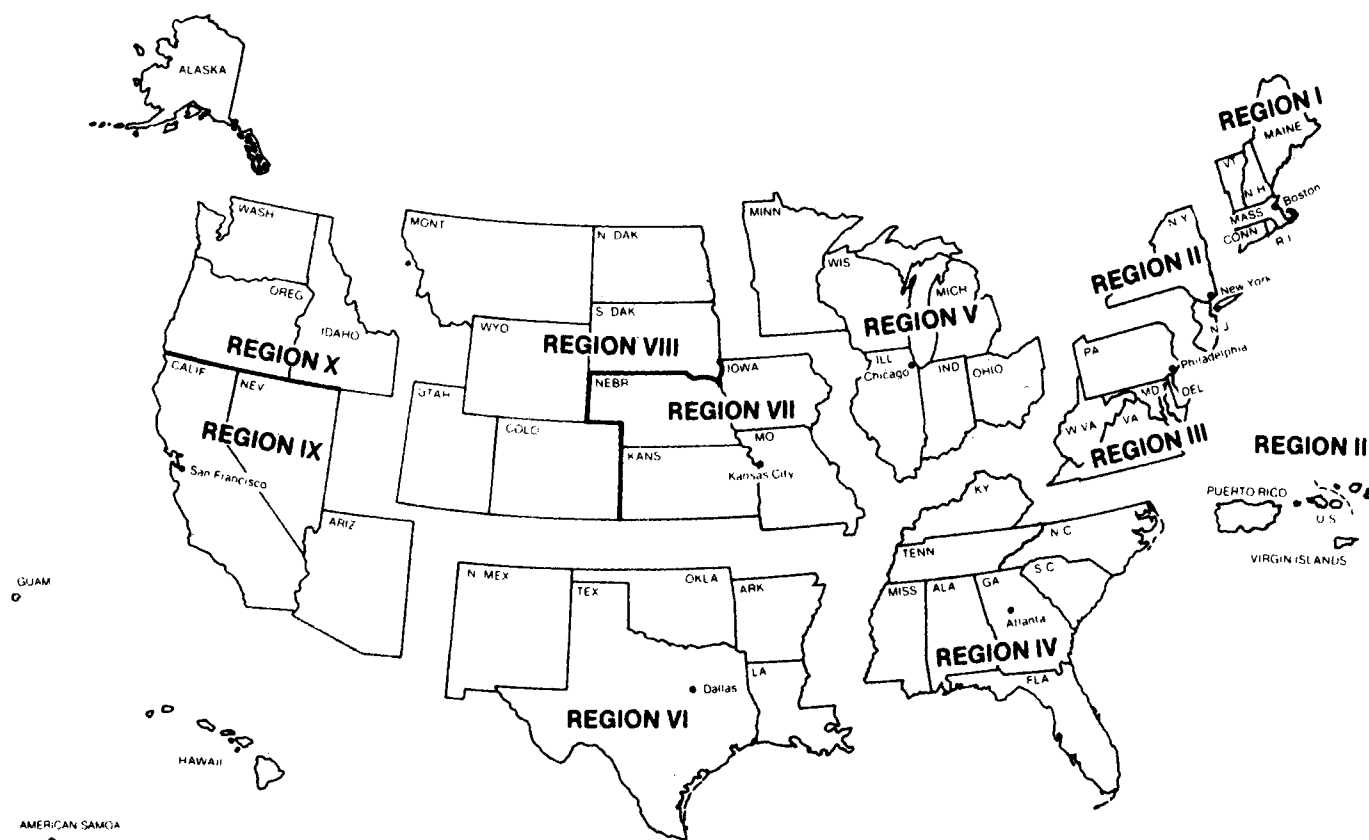 ALASKA
REGION I
MAINE
VT
N H
Boston
MASS
CONN
R I
WASH
MONT
N DAK
MINN
N Y
WIS
REGION II
MICH
New York
OREG
S DAK
N J
IDAHO
WYO
REGION V
REGION X
REGION VIII
PA
ILL
Philadelphia
CALIF
NEV
IOWA
Chicago
IND
OHIO
UTAH
NEBR
MD
DEL
REGION VII
W VA
VA
REGION IX
COLO
MO
REGION III
REGION II
KANS
San Francisco
Kansas City
KY
PUERTO RICO
U S
ARIZ
N C
TENN
VIRGIN ISLANDS
S C
GUAM
N MEX
OKLA
TEX
ARK
MISS
ALA
GA
Atlanta
REGION IV
LA
FLA
Dallas
REGION VI
HAWAII
AMERICAN SAMOA